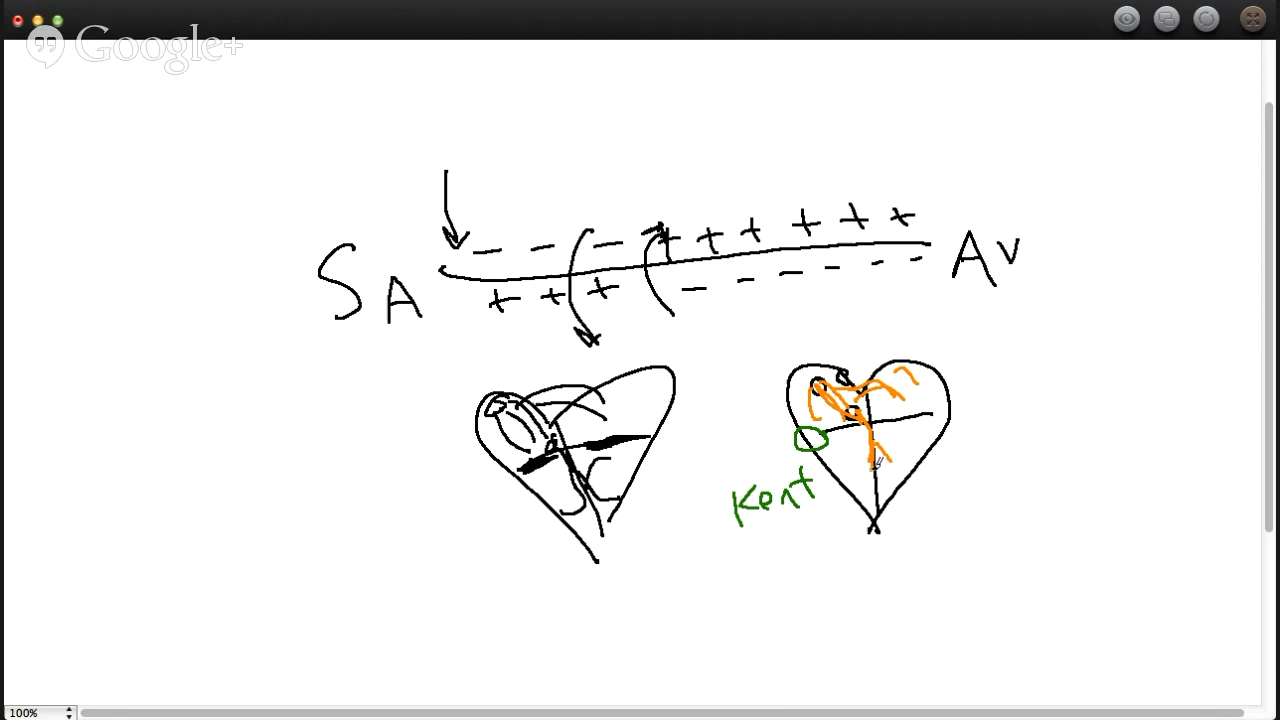 Google+
- - - + + + + + +
SA AV
+ + + - - - - - -
Kent
100%